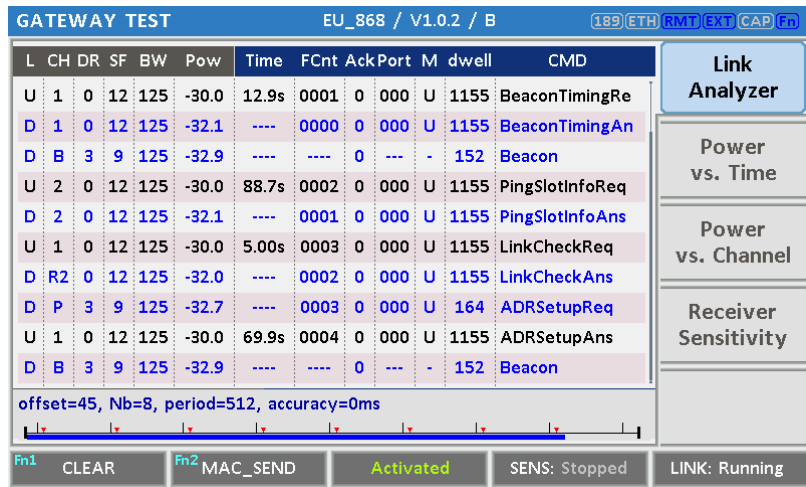 GATEWAY TEST EU_868 / V1.0.2 / B 189 ETH RMT EXT CAP Fn
L CH DR SF BW Pow Time FCnt Ack Port M dwell CMD
U 1 0 12 125 -30.0 12.9s 0001 0 000 U 1155 BeaconTimingRe
D 1 0 12 125 -32.1 ---- 0000 0 000 U 1155 BeaconTimingAn
D B 3 9 125 -32.9 ---- ---- 0 --- - 152 Beacon
U 2 0 12 125 -30.0 88.7s 0002 0 000 U 1155 PingSlotInfoReq
D 2 0 12 125 -32.1 ---- 0001 0 000 U 1155 PingSlotInfoAns
U 1 0 12 125 -30.0 5.00s 0003 0 000 U 1155 LinkCheckReq
D R2 0 12 125 -32.0 ---- 0002 0 000 U 1155 LinkCheckAns
D P 3 9 125 -32.7 ---- 0003 0 000 U 164 ADRSetupReq
U 1 0 12 125 -30.0 69.9s 0004 0 000 U 1155 ADRSetupAns
D B 3 9 125 -32.9 ---- ---- 0 --- - 152 Beacon
offset=45, Nb=8, period=512, accuracy=0ms
Link
Analyzer
Power
vs. Time
Power
vs. Channel
Receiver
Sensitivity
Fn1 CLEAR Fn2 MAC_SEND Activated SENS: Stopped LINK: Running